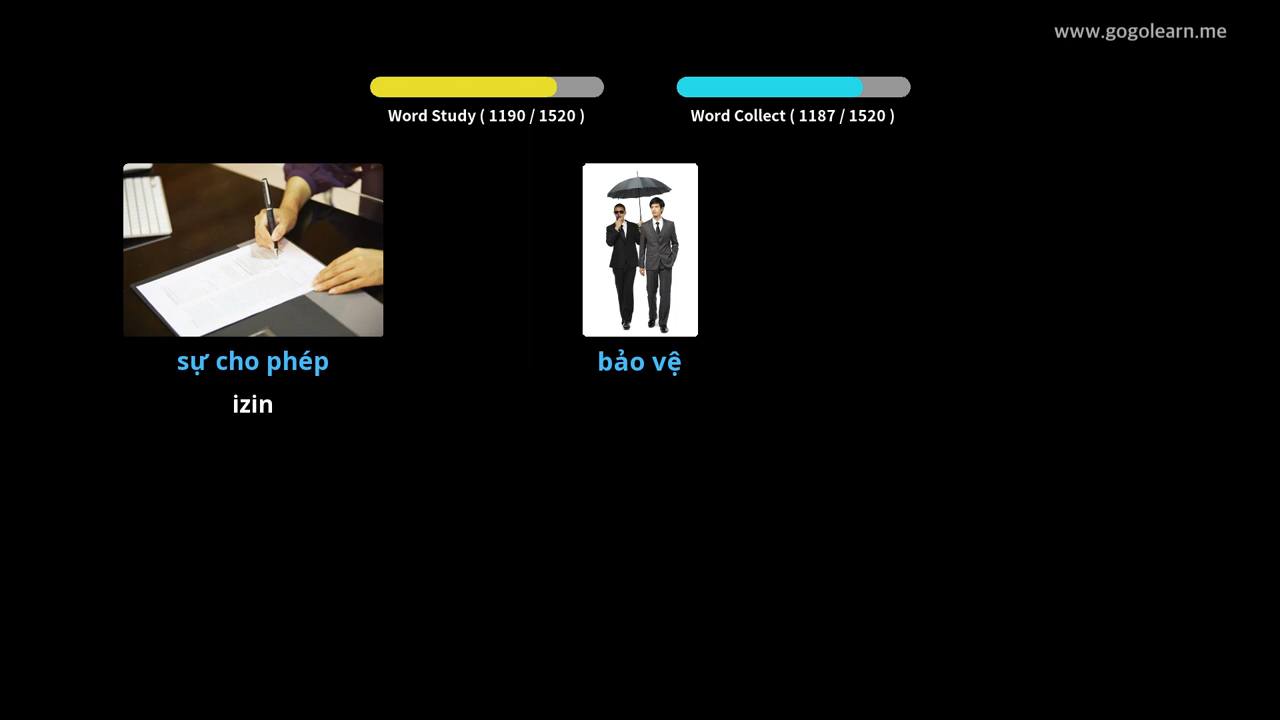 www.gogolearn.me
Word Study ( 1190 / 1520 )
Word Collect ( 1187 / 1520 )
sự cho phép
izin
bảo vệ